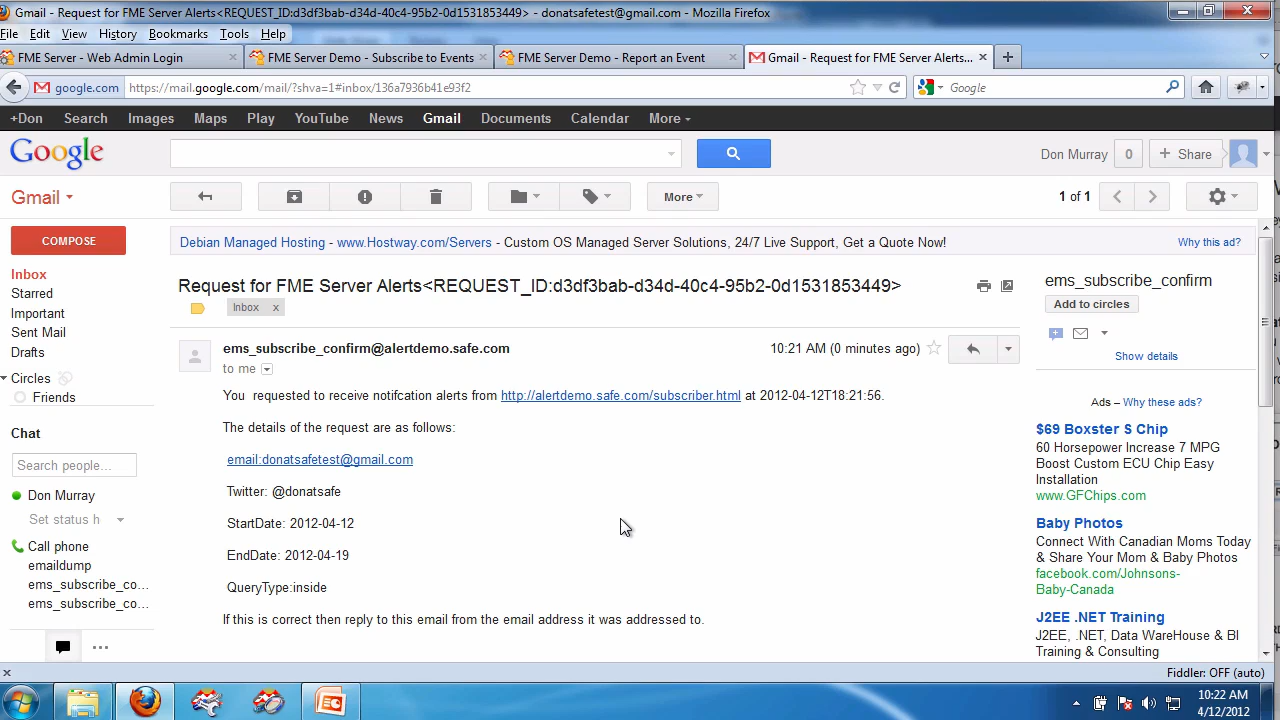 Gmail - Request for FME Server Alerts<REQUEST_ID:d3df3bab-d34d-40c4-95b2-0d1531853449> - donatsafetest@gmail.com - Mozilla Firefox
File Edit View History Bookmarks Tools Help
FME Server - Web Admin Login
FME Server Demo - Subscribe to Events
FME Server Demo - Report an Event
Gmail - Request for FME Server Alerts...
google.com https://mail.google.com/mail/?shva=1#inbox/136a7936b41e93f2
Google
+Don Search Images Maps Play YouTube News Gmail Documents Calendar More
Google
Don Murray 0 + Share
Gmail
More
1 of 1
COMPOSE
Inbox
Starred
Important
Sent Mail
Drafts
Circles
Friends
Chat
Search people...
Don Murray
Set status h
Call phone
emaildump
ems_subscribe_co...
ems_subscribe_co...
Debian Managed Hosting - www.Hostway.com/Servers - Custom OS Managed Server Solutions, 24/7 Live Support, Get a Quote Now!
Why this ad?
Request for FME Server Alerts<REQUEST_ID:d3df3bab-d34d-40c4-95b2-0d1531853449>
Inbox x
ems_subscribe_confirm@alertdemo.safe.com
10:21 AM (0 minutes ago)
to me
You requested to receive notifcation alerts from http://alertdemo.safe.com/subscriber.html at 2012-04-12T18:21:56.
The details of the request are as follows:
email:donatsafetest@gmail.com
Twitter: @donatsafe
StartDate: 2012-04-12
EndDate: 2012-04-19
QueryType:inside
If this is correct then reply to this email from the email address it was addressed to.
ems_subscribe_confirm
Add to circles
Show details
Ads – Why these ads?
$69 Boxster S Chip
60 Horsepower Increase 7 MPG
Boost Custom ECU Chip Easy
Installation
www.GFChips.com
Baby Photos
Connect With Canadian Moms Today
& Share Your Mom & Baby Photos
facebook.com/Johnsons-
Baby-Canada
J2EE .NET Training
J2EE, .NET, Data WareHouse & BI
Training & Consulting
Fiddler: OFF (auto)
10:22 AM
4/12/2012